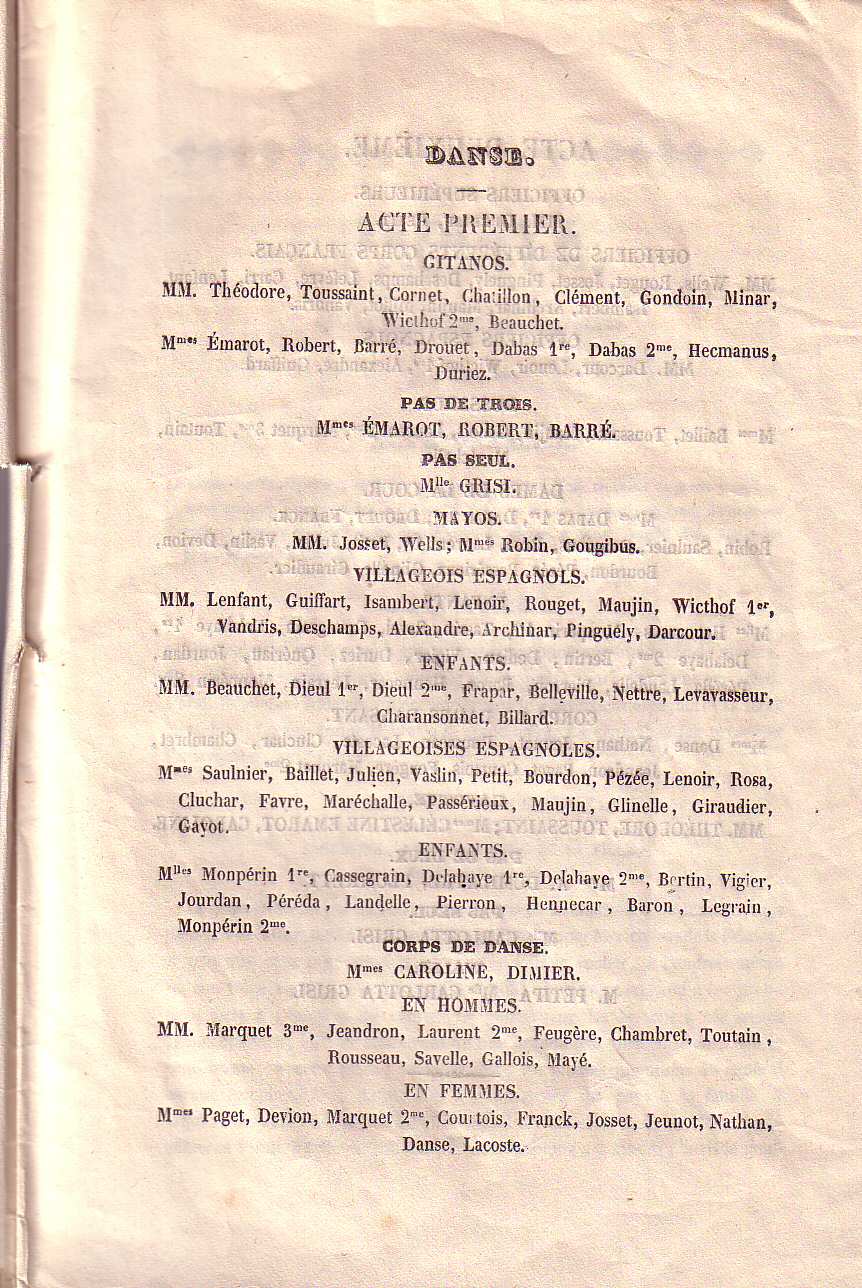 DANSE.
ACTE PREMIER.
GITANOS.
MM. Théodore, Toussaint, Cornet, Chatillon, Clément, Gondoin, Minar,
Wicthof 2me, Beauchet.
Mmes Émarot, Robert, Barré, Drouet, Dabas 1re, Dabas 2me, Hecmanus,
Duriez.
PAS DE TROIS.
Mmes ÉMAROT, ROBERT, BARRÉ.
PAS SEUL.
Mlle GRISI.
MAYOS.
MM. Josset, Wells; Mmes Robin, Gougibus.
VILLAGEOIS ESPAGNOLS.
MM. Lenfant, Guiffart, Isambert, Lenoir, Rouget, Maujin, Wicthof 1er,
Vandris, Deschamps, Alexandre, Archinar, Pinguely, Darcour.
ENFANTS.
MM. Beauchet, Dieul 1er, Dieul 2me, Frapar, Belleville, Nettre, Levavasseur,
Charansonnet, Billard.
VILLAGEOISES ESPAGNOLES.
Mmes Saulnier, Baillet, Julien, Vaslin, Petit, Bourdon, Pézée, Lenoir, Rosa,
Cluchar, Favre, Maréchalle, Passérieux, Maujin, Glinelle, Giraudier,
Gayot.
ENFANTS.
Mlles Monpérin 1re, Cassegrain, Delahaye 1re, Delahaye 2me, Bertin, Vigier,
Jourdan, Péréda, Landelle, Pierron, Hennecar, Baron, Legrain,
Monpérin 2me.
CORPS DE DANSE.
Mmes CAROLINE, DIMIER.
EN HOMMES.
MM. Marquet 3me, Jeandron, Laurent 2me, Feugère, Chambret, Toutain,
Rousseau, Savelle, Gallois, Mayé.
EN FEMMES.
Mmes Paget, Devion, Marquet 2me, Courtois, Franck, Josset, Jeunot, Nathan,
Danse, Lacoste.